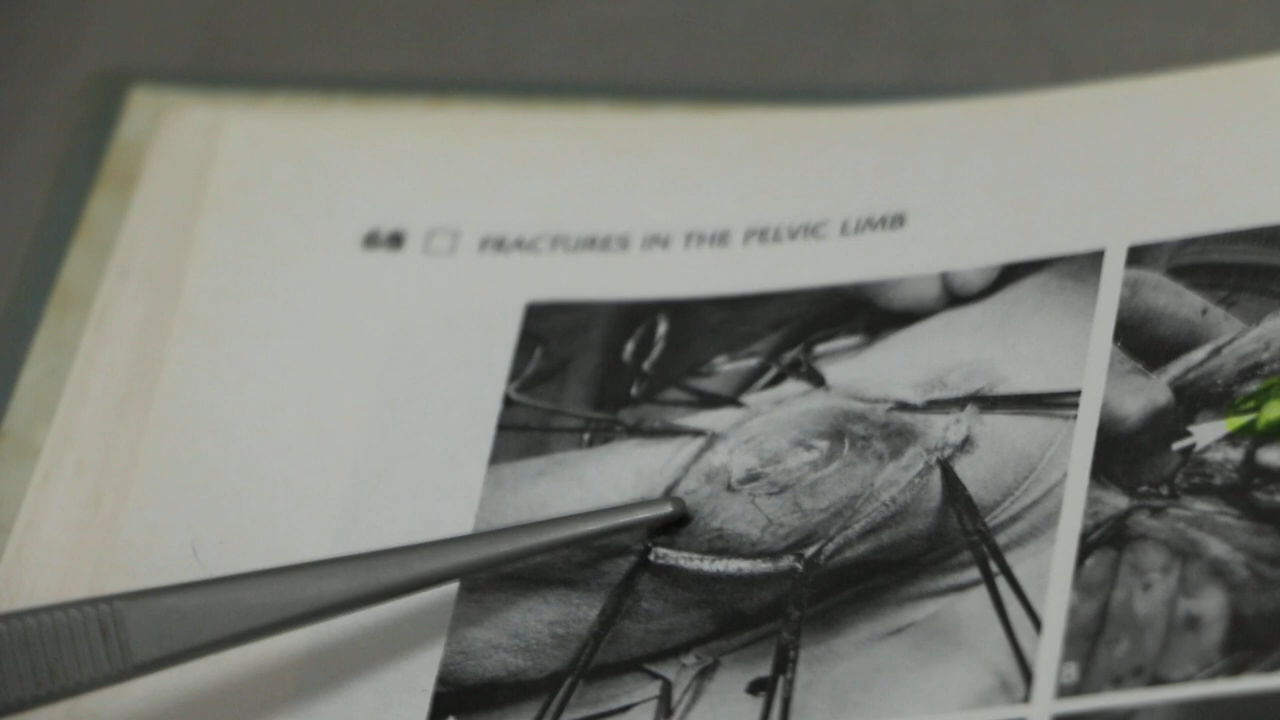 68 □ FRACTURES IN THE PELVIC LIMB